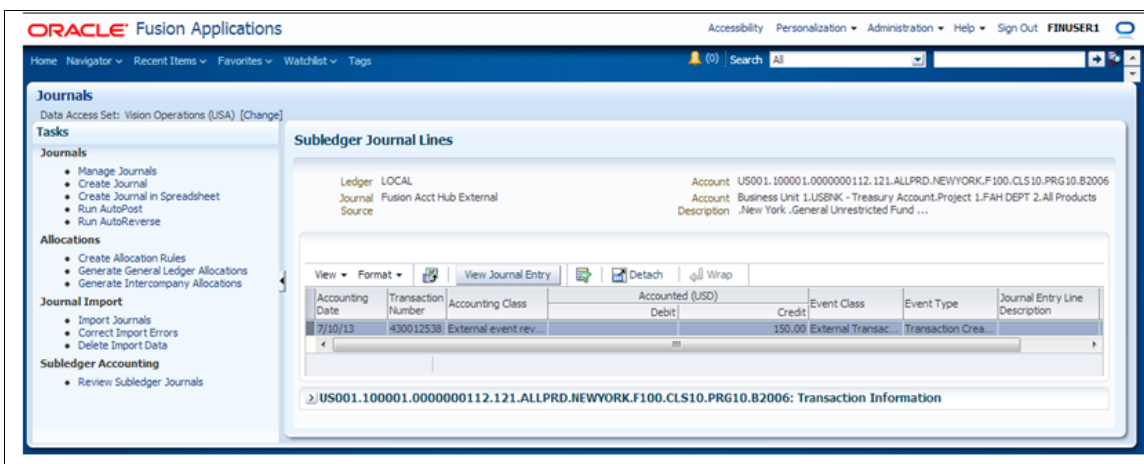 ORACLE Fusion Applications
Accessibility Personalization Administration Help Sign Out FINUSER1
Home Navigator Recent Items Favorites Watchlist Tags
(0) Search All
Journals
Data Access Set: Vision Operations (USA) [Change]
Tasks
Journals
Manage Journals
Create Journal
Create Journal in Spreadsheet
Run AutoPost
Run AutoReverse
Allocations
Create Allocation Rules
Generate General Ledger Allocations
Generate Intercompany Allocations
Journal Import
Import Journals
Correct Import Errors
Delete Import Data
Subledger Accounting
Review Subledger Journals
Subledger Journal Lines
Ledger LOCAL
Journal Source Fusion Acct Hub External
Account US001.100001.0000000112.121.ALLPRD.NEWYORK.F100.CLS10.PRG10.B2006
Account Description Business Unit 1.USBNK - Treasury Account.Project 1.FAH DEPT 2.All Products
.New York .General Unrestricted Fund ...
View Format View Journal Entry Detach Wrap
Accounting Date Transaction Number Accounting Class Accounted (USD) Debit Credit Event Class Event Type Journal Entry Line Description
7/10/13 430012538 External event rev... 150.00 External Transac... Transaction Crea...
US001.100001.0000000112.121.ALLPRD.NEWYORK.F100.CLS10.PRG10.B2006: Transaction Information